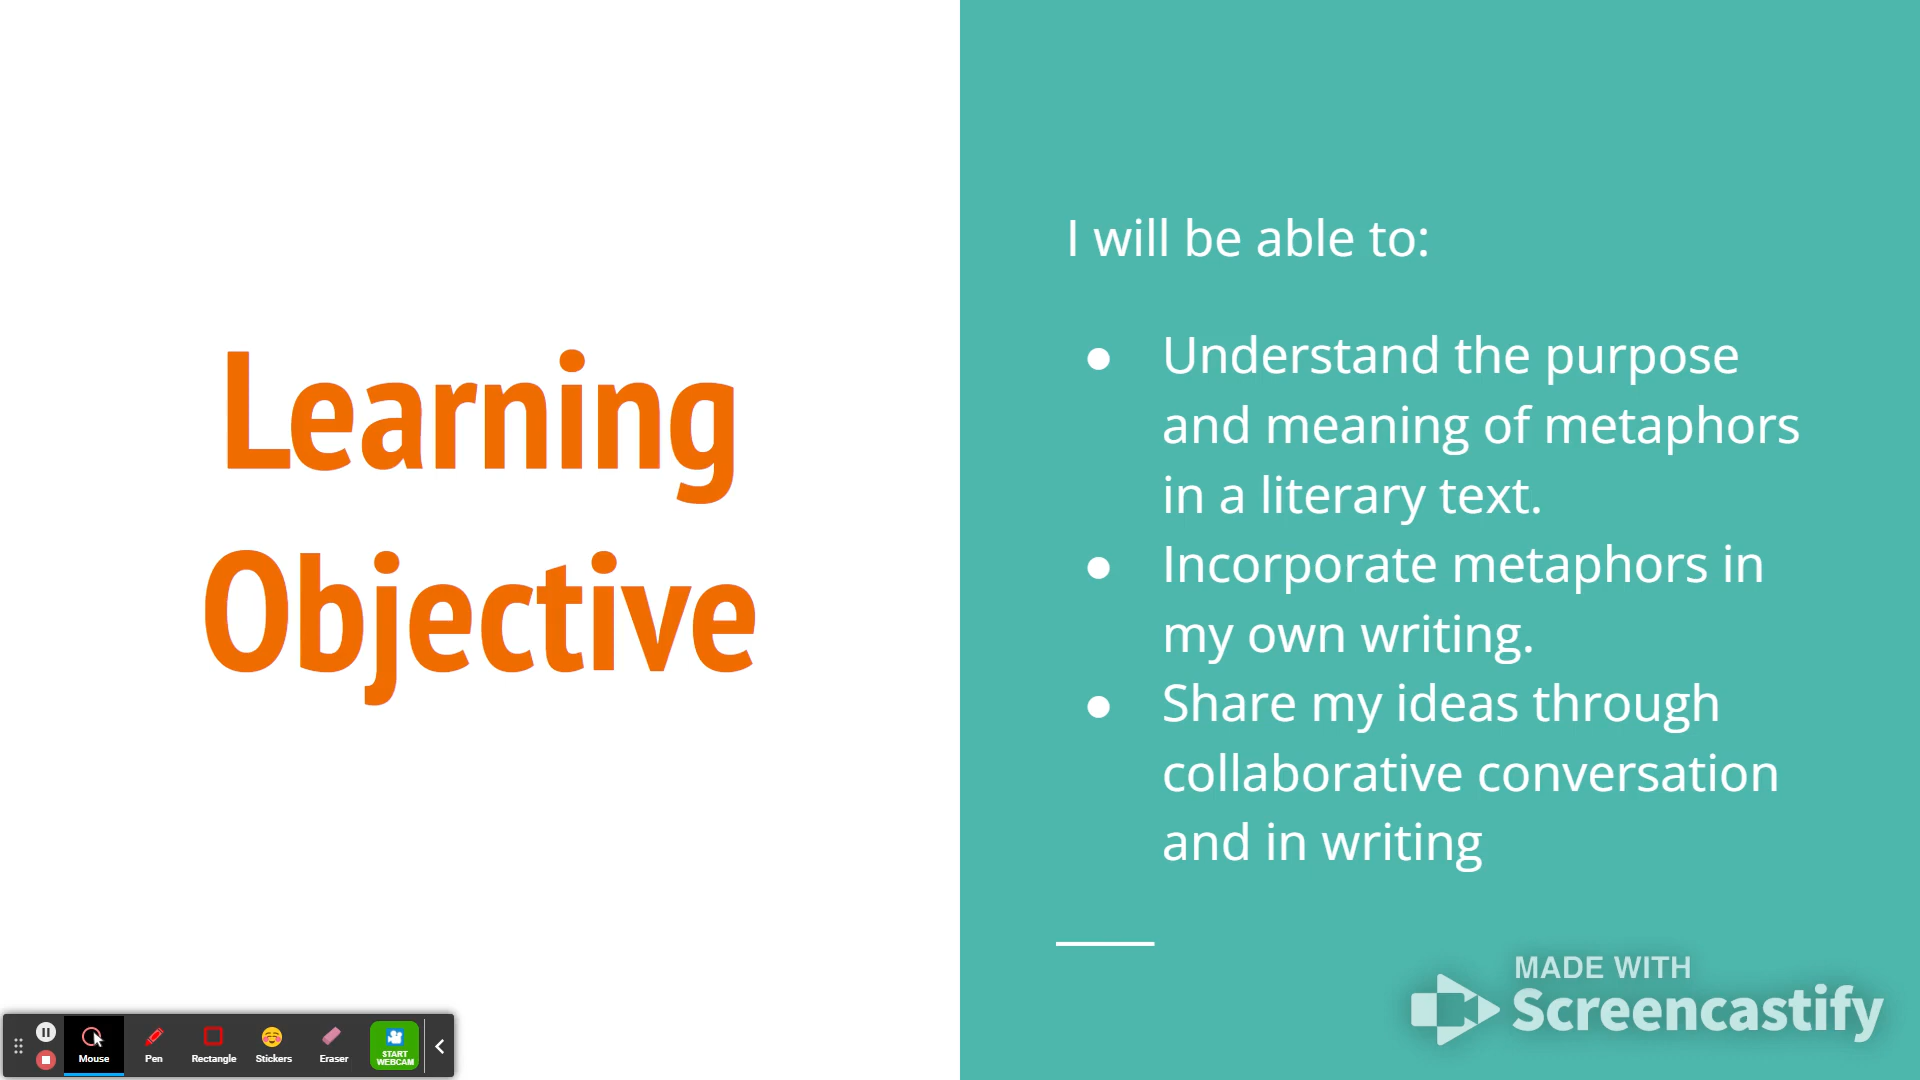 Learning
Objective
I will be able to:
● Understand the purpose
and meaning of metaphors
in a literary text.
● Incorporate metaphors in
my own writing.
● Share my ideas through
collaborative conversation
and in writing
MADE WITH
Screencastify
Mouse
Pen
Rectangle
Stickers
Eraser
START
WEBCAM